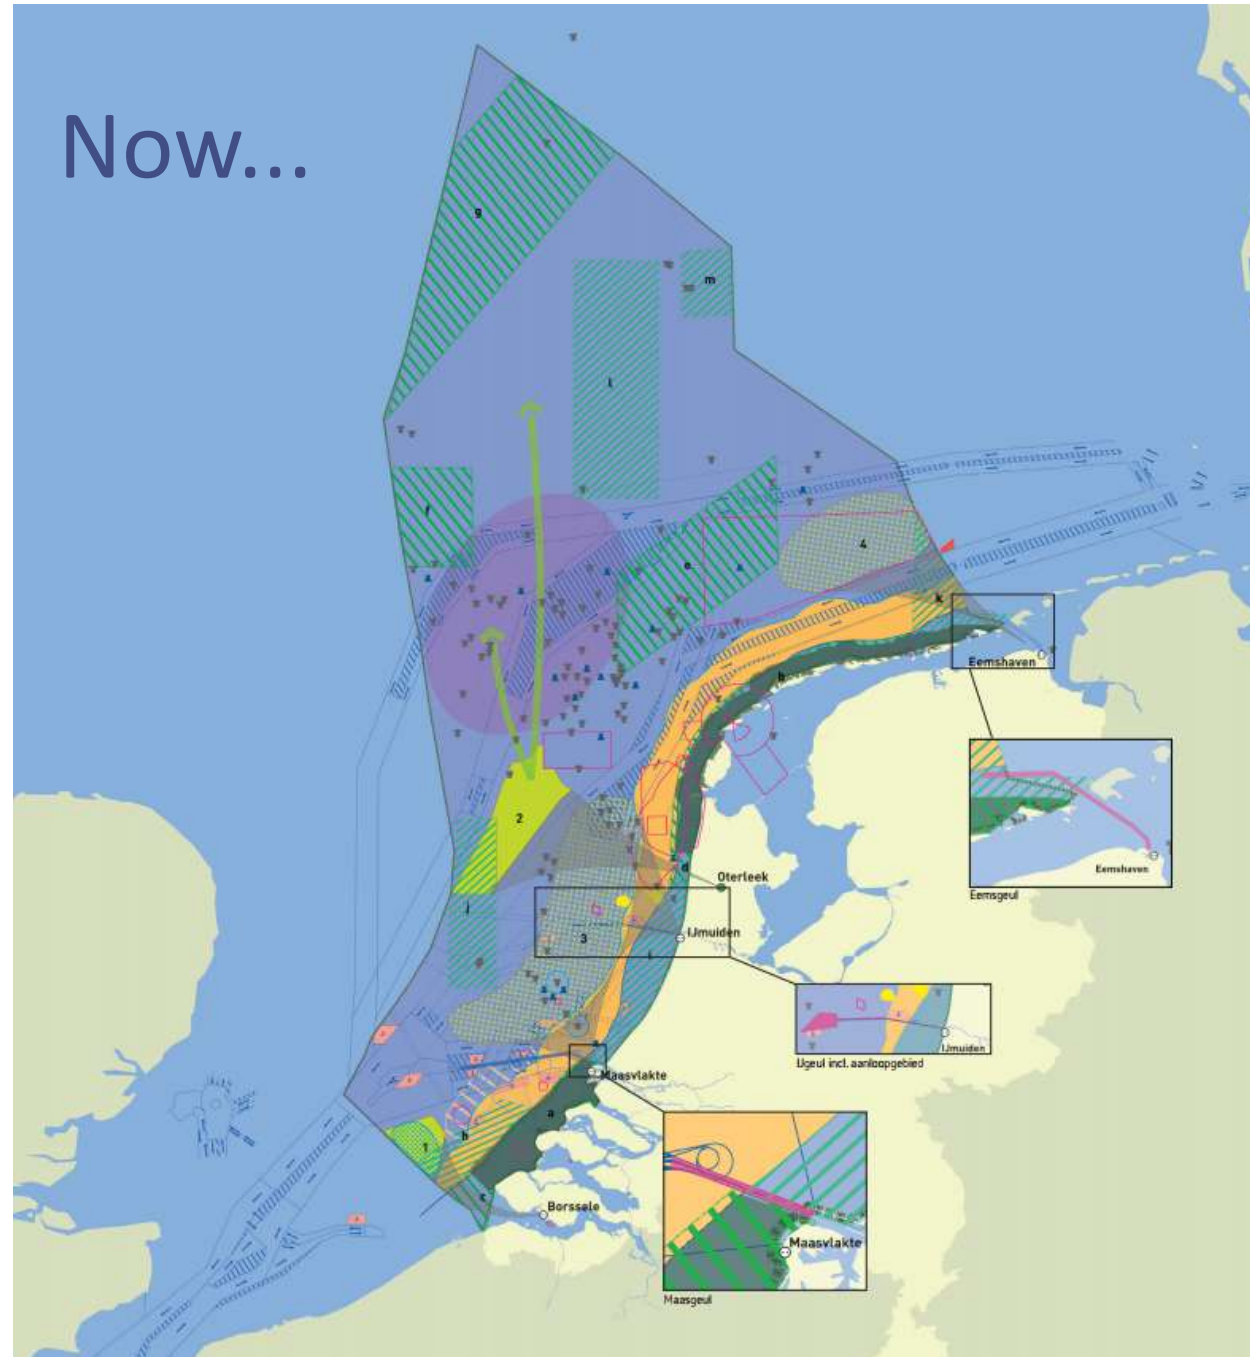 Now...
g
m
l
f
e
4
k
Eemshaven
b
2
Eemshaven
Eemsgeul
d
Oterleek
j
3
IJmuiden
i
IJmuiden
IJgeul incl. aanloopgebied
Maasvlakte
a
h
1
c
Borssele
Maasvlakte
Maasgeul